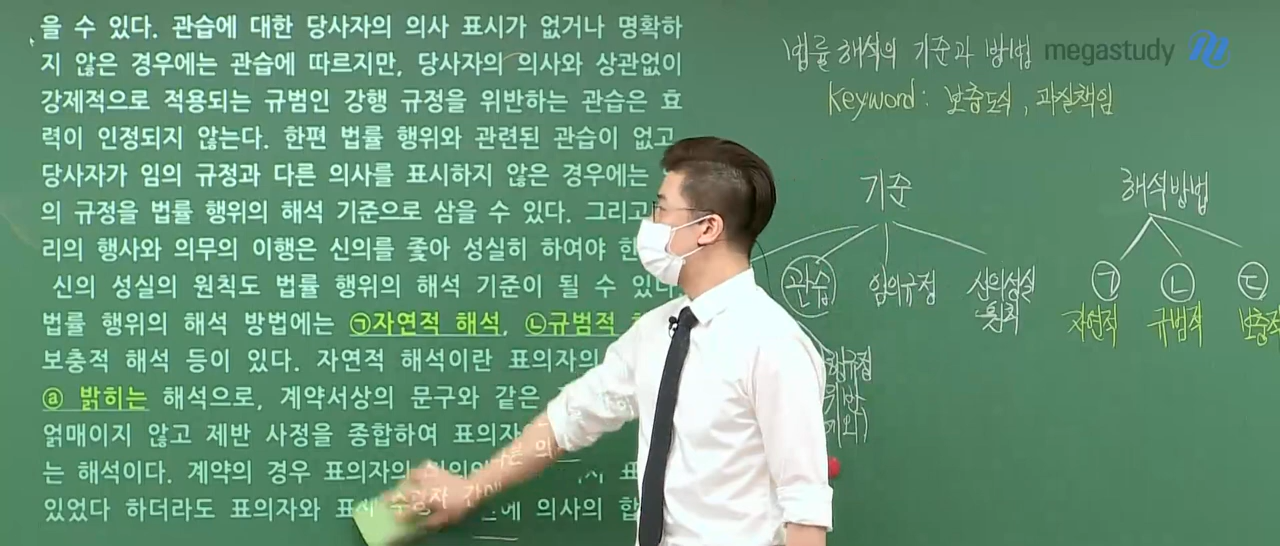 을 수 있다. 관습에 대한 당사자의 의사 표시가 없거나 명확하
지 않은 경우에는 관습에 따르지만, 당사자의 의사와 상관없이
강제적으로 적용되는 규범인 강행 규정을 위반하는 관습은 효
력이 인정되지 않는다. 한편 법률 행위와 관련된 관습이 없고
당사자가 임의 규정과 다른 의사를 표시하지 않은 경우에는
의 규정을 법률 행위의 해석 기준으로 삼을 수 있다. 그리고
리의 행사와 의무의 이행은 신의를 좇아 성실히 하여야 한
신의 성실의 원칙도 법률 행위의 해석 기준이 될 수 있다
법률 행위의 해석 방법에는 ㉠자연적 해석, ㉡규범적
보충적 해석 등이 있다. 자연적 해석이란 표의자의
ⓐ 밝히는 해석으로, 계약서상의 문구와 같은
얽매이지 않고 제반 사정을 종합하여 표의자
는 해석이다. 계약의 경우 표의자의 다른 의 표
있었다 하더라도 표의자와 표시 수령자 간에 의사의 합
법률 해석의 기준과 방법
megastudy
Keyword: 보충도식, 과실책임
기준
관습
임의규정
신의성실
원칙
해석방법
㉠ ㉡ ㉢
자연적 규범적 보충적
규정
위반